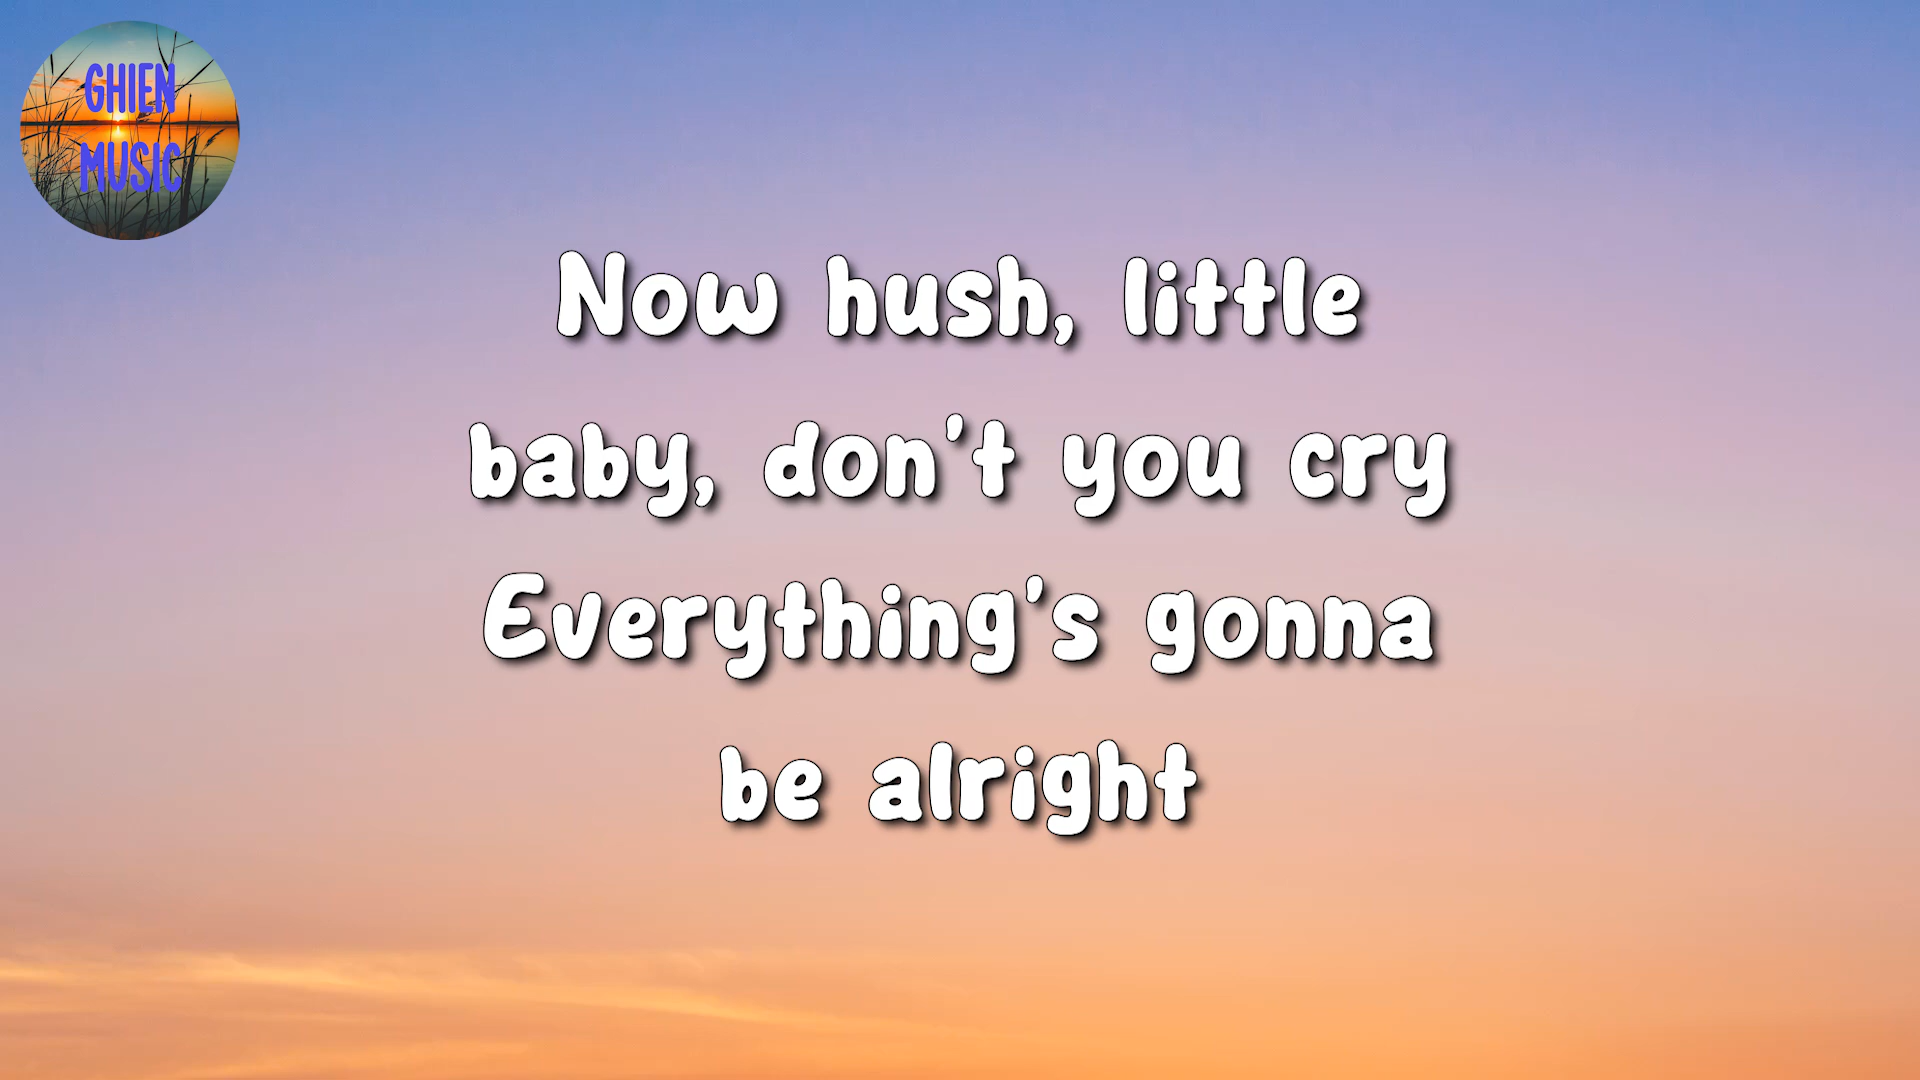 GHIEN
MUSIC
Now hush, little
baby, don't you cry
Everything's gonna
be alright